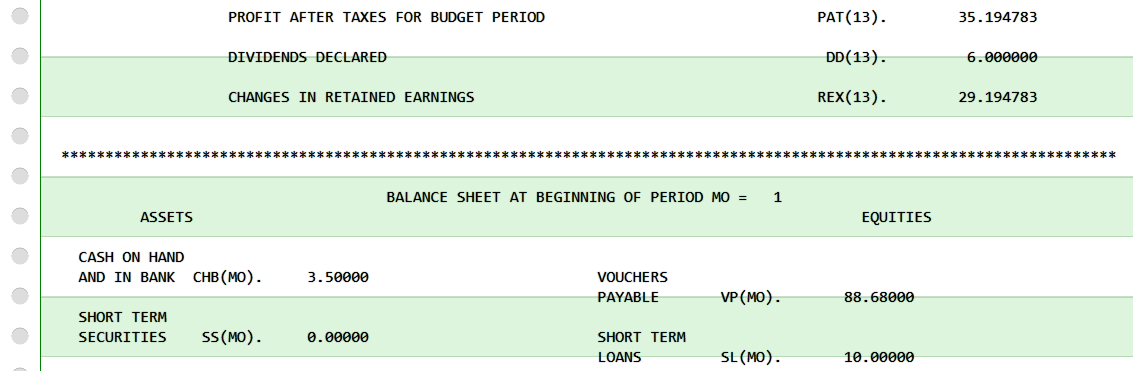 PROFIT AFTER TAXES FOR BUDGET PERIOD PAT(13). 35.194783
DIVIDENDS DECLARED DD(13). 6.000000
CHANGES IN RETAINED EARNINGS REX(13). 29.194783
************************************************************************************************************************
BALANCE SHEET AT BEGINNING OF PERIOD MO = 1
ASSETS EQUITIES
CASH ON HAND
AND IN BANK CHB(MO). 3.50000 VOUCHERS
PAYABLE VP(MO). 88.68000
SHORT TERM
SECURITIES SS(MO). 0.00000 SHORT TERM
LOANS SL(MO). 10.00000